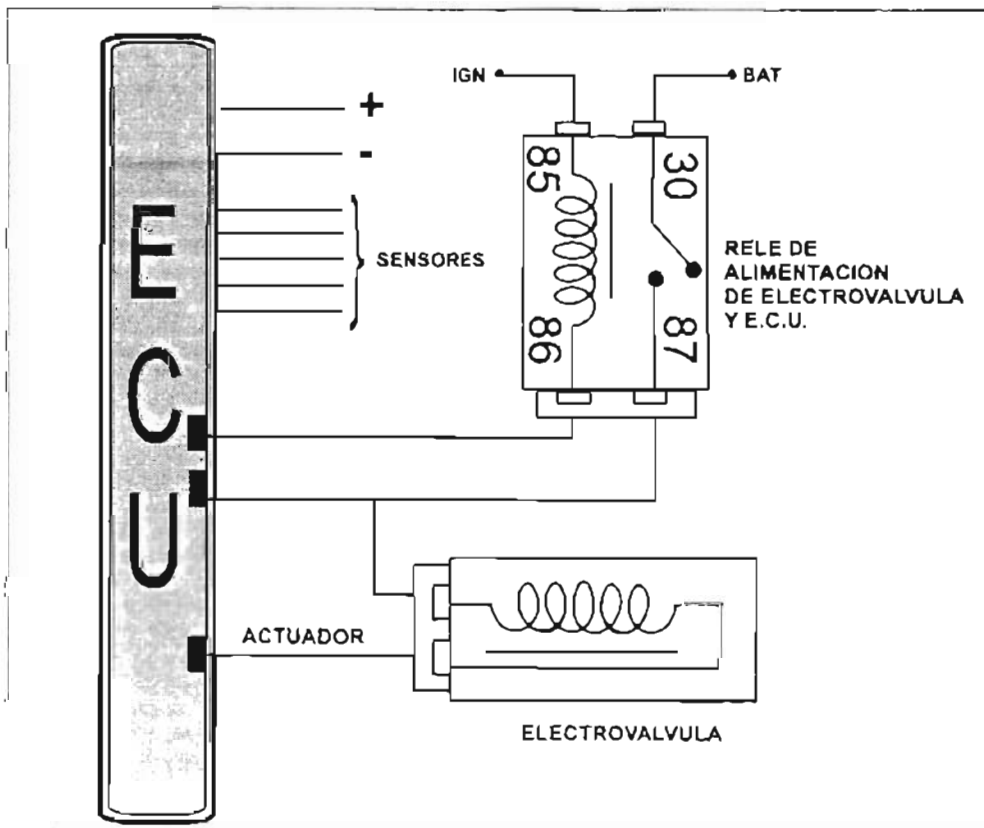 IGN
BAT
+
-
85
30
E
C
U
SENSORES
RELE DE
ALIMENTACION
DE ELECTROVALVULA
Y E.C.U.
86
87
ACTUADOR
ELECTROVALVULA